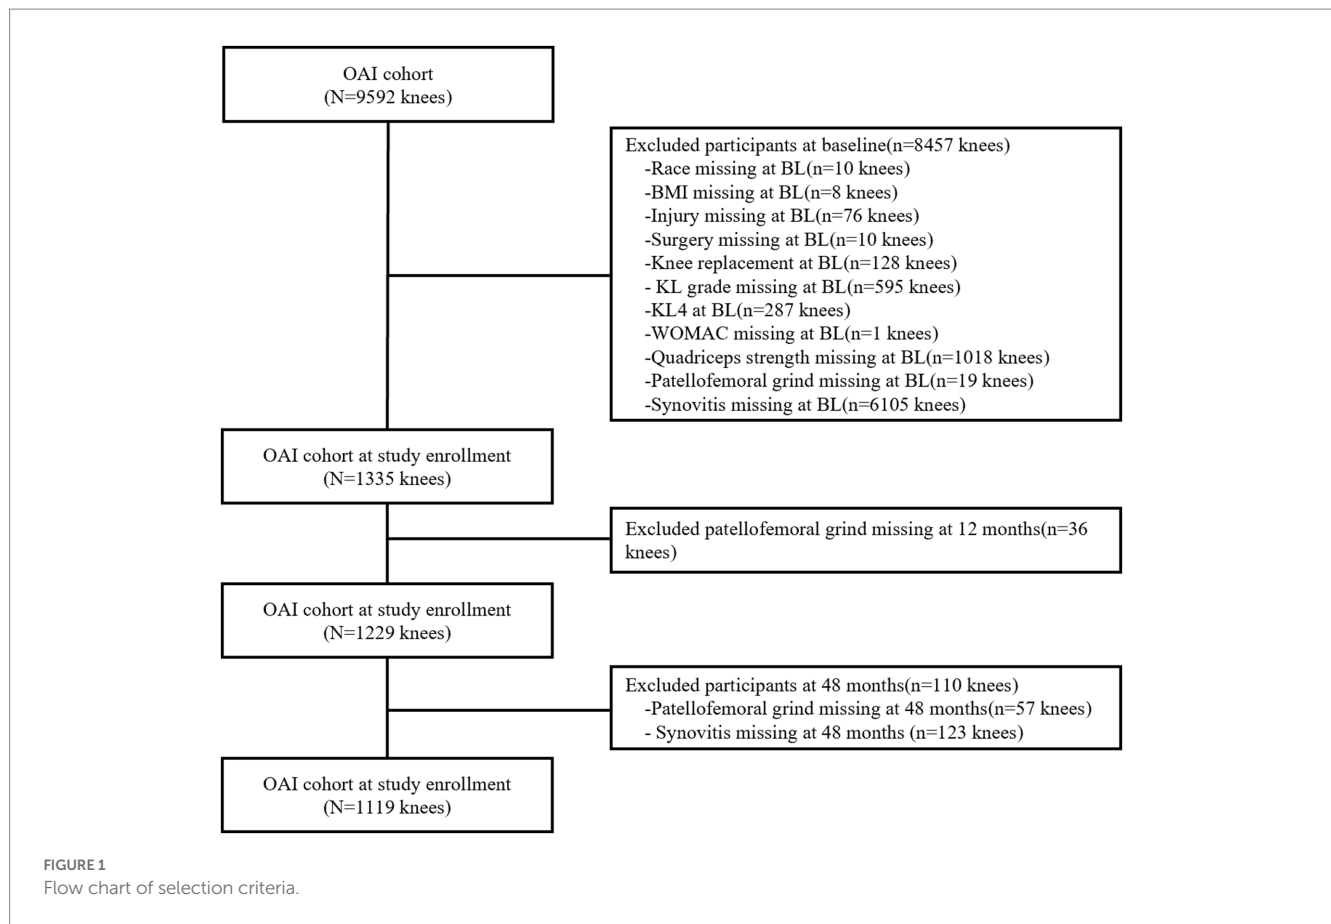 OAI cohort
(N=9592 knees)
Excluded participants at baseline(n=8457 knees)
-Race missing at BL(n=10 knees)
-BMI missing at BL(n=8 knees)
-Injury missing at BL(n=76 knees)
-Surgery missing at BL(n=10 knees)
-Knee replacement at BL(n=128 knees)
- KL grade missing at BL(n=595 knees)
-KL4 at BL(n=287 knees)
-WOMAC missing at BL(n=1 knees)
-Quadriceps strength missing at BL(n=1018 knees)
-Patellofemoral grind missing at BL(n=19 knees)
-Synovitis missing at BL(n=6105 knees)
OAI cohort at study enrollment
(N=1335 knees)
Excluded patellofemoral grind missing at 12 months(n=36
knees)
OAI cohort at study enrollment
(N=1229 knees)
Excluded participants at 48 months(n=110 knees)
-Patellofemoral grind missing at 48 months(n=57 knees)
- Synovitis missing at 48 months (n=123 knees)
OAI cohort at study enrollment
(N=1119 knees)
FIGURE 1
Flow chart of selection criteria.